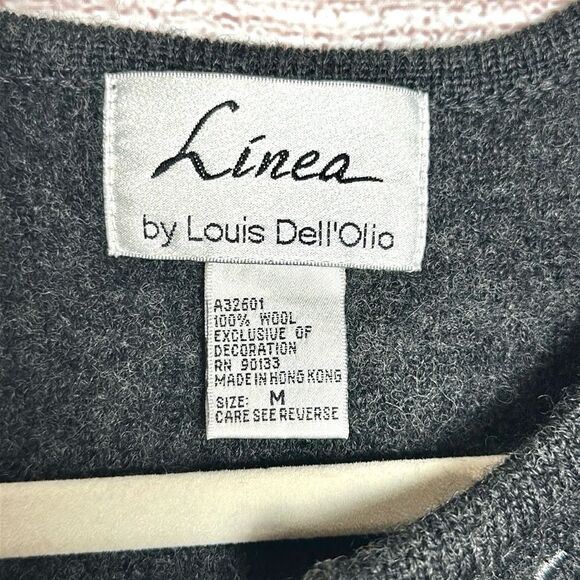 Linea
by Louis Dell'Olio
A32601
100% WOOL
EXCLUSIVE OF
DECORATION
RN 90133
MADE IN HONG KONG
SIZE: M
CARE SEE REVERSE